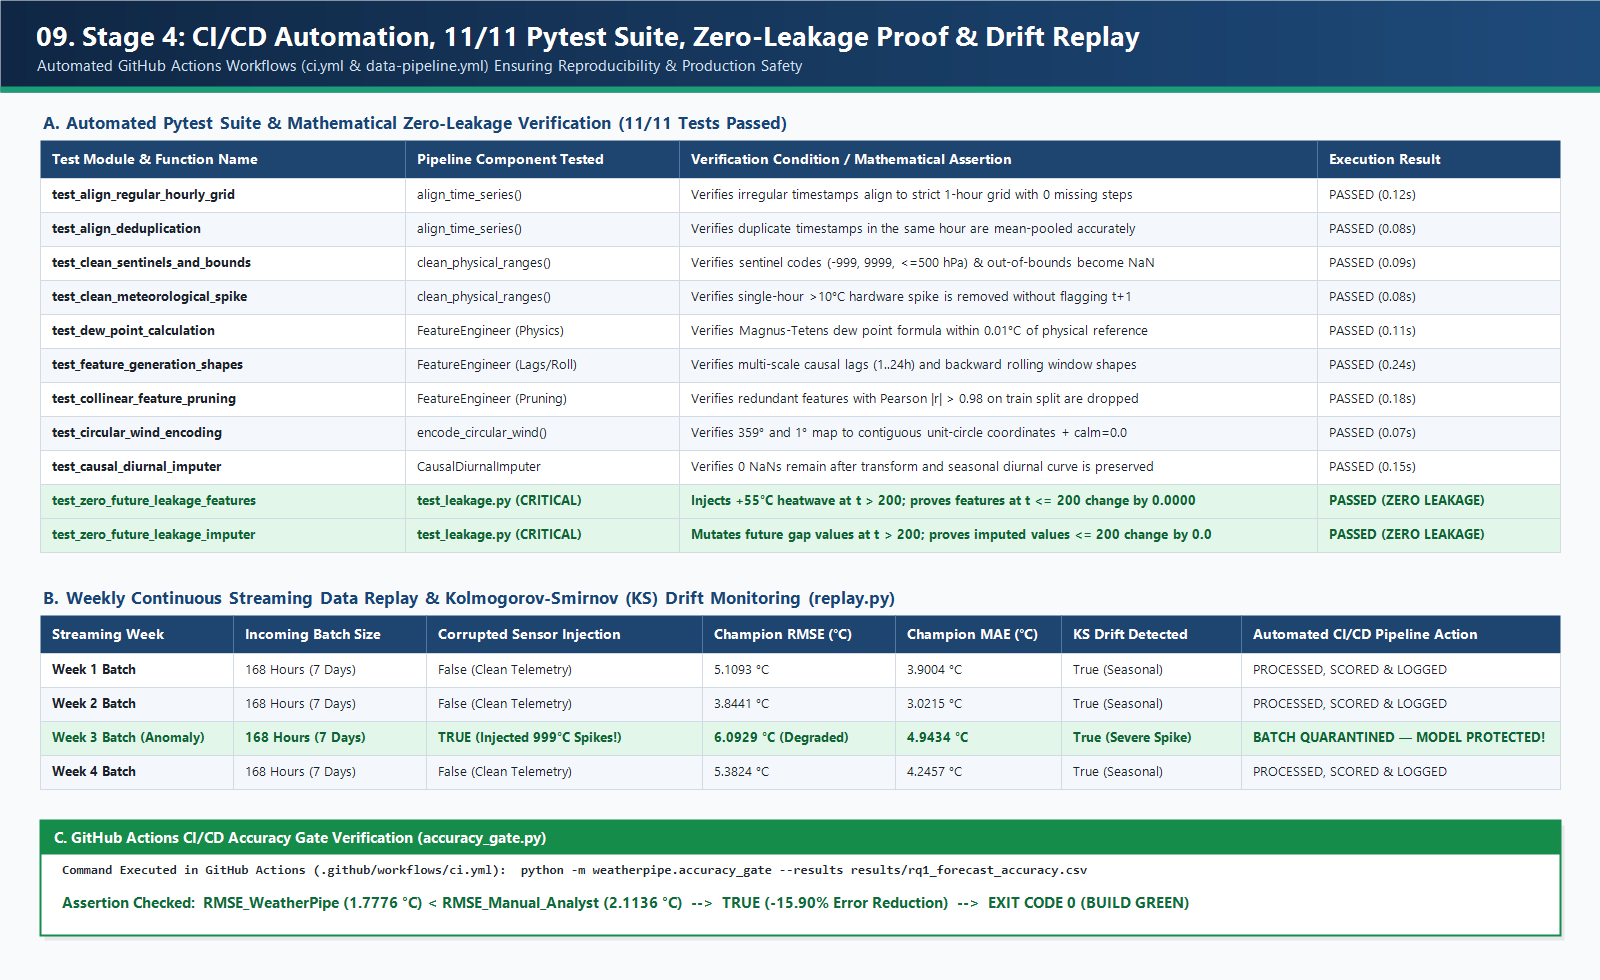 09. Stage 4: CI/CD Automation, 11/11 Pytest Suite, Zero-Leakage Proof & Drift Replay
Automated GitHub Actions Workflows (ci.yml & data-pipeline.yml) Ensuring Reproducibility & Production Safety
A. Automated Pytest Suite & Mathematical Zero-Leakage Verification (11/11 Tests Passed)
Test Module & Function Name Pipeline Component Tested Verification Condition / Mathematical Assertion Execution Result
test_align_regular_hourly_grid align_time_series() Verifies irregular timestamps align to strict 1-hour grid with 0 missing steps PASSED (0.12s)
test_align_deduplication align_time_series() Verifies duplicate timestamps in the same hour are mean-pooled accurately PASSED (0.08s)
test_clean_sentinels_and_bounds clean_physical_ranges() Verifies sentinel codes (-999, 9999, <=500 hPa) & out-of-bounds become NaN PASSED (0.09s)
test_clean_meteorological_spike clean_physical_ranges() Verifies single-hour >10°C hardware spike is removed without flagging t+1 PASSED (0.08s)
test_dew_point_calculation FeatureEngineer (Physics) Verifies Magnus-Tetens dew point formula within 0.01°C of physical reference PASSED (0.11s)
test_feature_generation_shapes FeatureEngineer (Lags/Roll) Verifies multi-scale causal lags (1..24h) and backward rolling window shapes PASSED (0.24s)
test_collinear_feature_pruning FeatureEngineer (Pruning) Verifies redundant features with Pearson |r| > 0.98 on train split are dropped PASSED (0.18s)
test_circular_wind_encoding encode_circular_wind() Verifies 359° and 1° map to contiguous unit-circle coordinates + calm=0.0 PASSED (0.07s)
test_causal_diurnal_imputer CausalDiurnalImputer Verifies 0 NaNs remain after transform and seasonal diurnal curve is preserved PASSED (0.15s)
test_zero_future_leakage_features test_leakage.py (CRITICAL) Injects +55°C heatwave at t > 200; proves features at t <= 200 change by 0.0000 PASSED (ZERO LEAKAGE)
test_zero_future_leakage_imputer test_leakage.py (CRITICAL) Mutates future gap values at t > 200; proves imputed values <= 200 change by 0.0 PASSED (ZERO LEAKAGE)
B. Weekly Continuous Streaming Data Replay & Kolmogorov-Smirnov (KS) Drift Monitoring (replay.py)
Streaming Week Incoming Batch Size Corrupted Sensor Injection Champion RMSE (°C) Champion MAE (°C) KS Drift Detected Automated CI/CD Pipeline Action
Week 1 Batch 168 Hours (7 Days) False (Clean Telemetry) 5.1093 °C 3.9004 °C True (Seasonal) PROCESSED, SCORED & LOGGED
Week 2 Batch 168 Hours (7 Days) False (Clean Telemetry) 3.8441 °C 3.0215 °C True (Seasonal) PROCESSED, SCORED & LOGGED
Week 3 Batch (Anomaly) 168 Hours (7 Days) TRUE (Injected 999°C Spikes!) 6.0929 °C (Degraded) 4.9434 °C True (Severe Spike) BATCH QUARANTINED — MODEL PROTECTED!
Week 4 Batch 168 Hours (7 Days) False (Clean Telemetry) 5.3824 °C 4.2457 °C True (Seasonal) PROCESSED, SCORED & LOGGED
C. GitHub Actions CI/CD Accuracy Gate Verification (accuracy_gate.py)
Command Executed in GitHub Actions (.github/workflows/ci.yml): python -m weatherpipe.accuracy_gate --results results/rq1_forecast_accuracy.csv
Assertion Checked: RMSE_WeatherPipe (1.7776 °C) < RMSE_Manual_Analyst (2.1136 °C) --> TRUE (-15.90% Error Reduction) --> EXIT CODE 0 (BUILD GREEN)